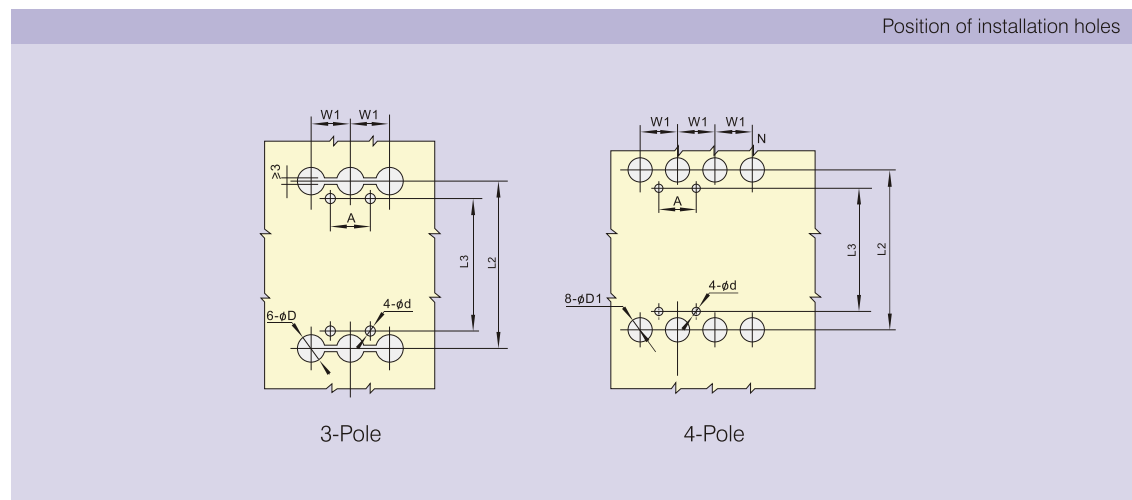 Position of installation holes
W1 W1
≥3
A
L3
L2
4-ød
6-øD
3-Pole
W1 W1 W1
N
A
L3
L2
4-ød
8-øD1
4-Pole